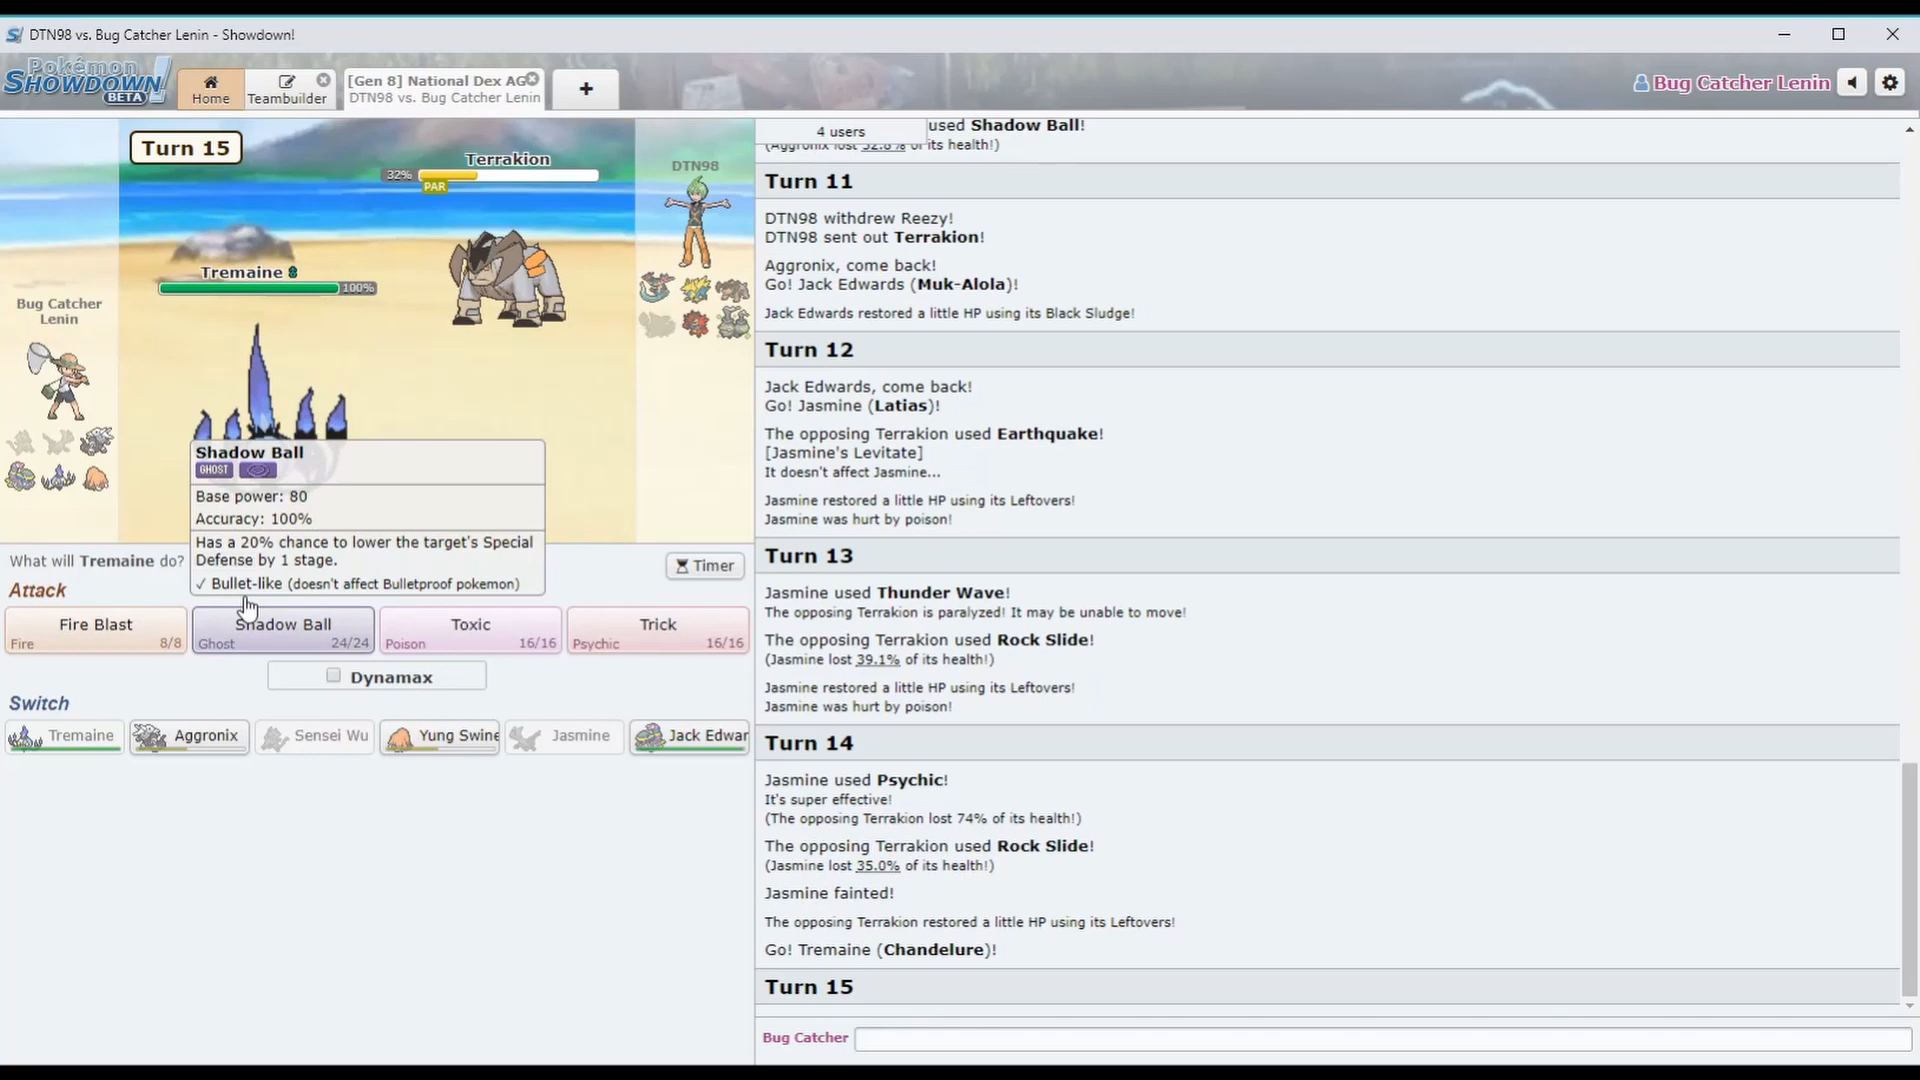 DTN98 vs. Bug Catcher Lenin - Showdown!
Pokémon
SHOWDOWN!
BETA
Home
Teambuilder
[Gen 8] National Dex AG
DTN98 vs. Bug Catcher Lenin
+
Bug Catcher Lenin
Turn 15
Terrakion
32%
PAR
DTN98
Tremaine
100%
Bug Catcher
Lenin
Shadow Ball
GHOST
Base power: 80
Accuracy: 100%
Has a 20% chance to lower the target's Special
Defense by 1 stage.
✓ Bullet-like (doesn't affect Bulletproof pokemon)
What will Tremaine do?
Timer
Attack
Fire Blast
Fire 8/8
Shadow Ball
Ghost 24/24
Toxic
Poison 16/16
Trick
Psychic 16/16
Dynamax
Switch
Tremaine
Aggronix
Sensei Wu
Yung Swine
Jasmine
Jack Edwar
4 users
used Shadow Ball!
(Aggronix lost 52.8% of its health!)
Turn 11
DTN98 withdrew Reezy!
DTN98 sent out Terrakion!
Aggronix, come back!
Go! Jack Edwards (Muk-Alola)!
Jack Edwards restored a little HP using its Black Sludge!
Turn 12
Jack Edwards, come back!
Go! Jasmine (Latias)!
The opposing Terrakion used Earthquake!
[Jasmine's Levitate]
It doesn't affect Jasmine...
Jasmine restored a little HP using its Leftovers!
Jasmine was hurt by poison!
Turn 13
Jasmine used Thunder Wave!
The opposing Terrakion is paralyzed! It may be unable to move!
The opposing Terrakion used Rock Slide!
(Jasmine lost 39.1% of its health!)
Jasmine restored a little HP using its Leftovers!
Jasmine was hurt by poison!
Turn 14
Jasmine used Psychic!
It's super effective!
(The opposing Terrakion lost 74% of its health!)
The opposing Terrakion used Rock Slide!
(Jasmine lost 35.0% of its health!)
Jasmine fainted!
The opposing Terrakion restored a little HP using its Leftovers!
Go! Tremaine (Chandelure)!
Turn 15
Bug Catcher